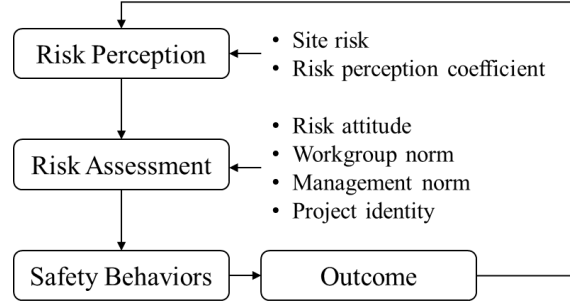 Risk Perception
• Site risk
• Risk perception coefficient
Risk Assessment
• Risk attitude
• Workgroup norm
• Management norm
• Project identity
Safety Behaviors
Outcome